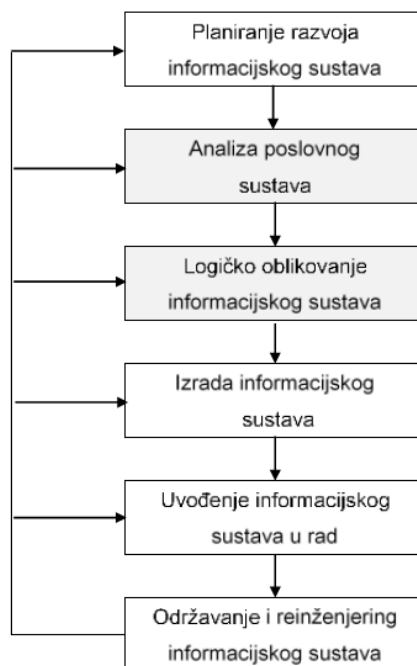 Planiranje razvoja
informacijskog sustava
Analiza poslovnog
sustava
Logičko oblikovanje
informacijskog sustava
Izrada informacijskog
sustava
Uvođenje informacijskog
sustava u rad
Održavanje i reinženjering
informacijskog sustava